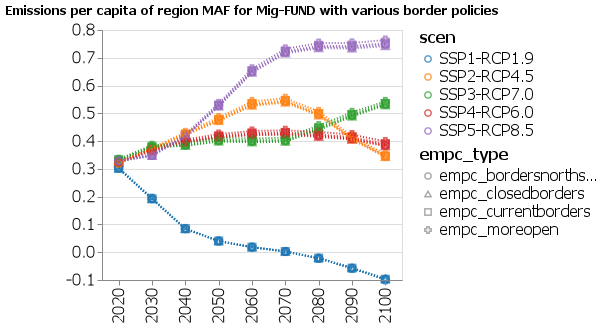 Emissions per capita of region MAF for Mig-FUND with various border policies
0.8
0.7
0.6
0.5
0.4
0.3
0.2
0.1
0.0
-0.1
2020
2030
2040
2050
2060
2070
2080
2090
2100
scen
SSP1-RCP1.9
SSP2-RCP4.5
SSP3-RCP7.0
SSP4-RCP6.0
SSP5-RCP8.5
empc_type
empc_bordersnorths…
empc_closedborders
empc_currentborders
empc_moreopen